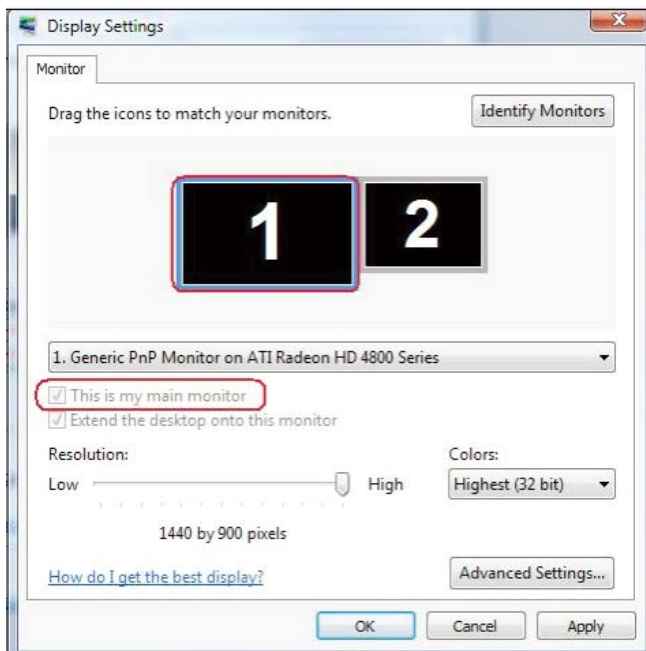 Display Settings
Monitor
Drag the icons to match your monitors.
Identify Monitors
1
2
1. Generic PnP Monitor on ATI Radeon HD 4800 Series
This is my main monitor
Extend the desktop onto this monitor
Resolution:
Colors:
Low
High
Highest (32 bit)
1440 by 900 pixels
How do I get the best display?
Advanced Settings...
OK
Cancel
Apply